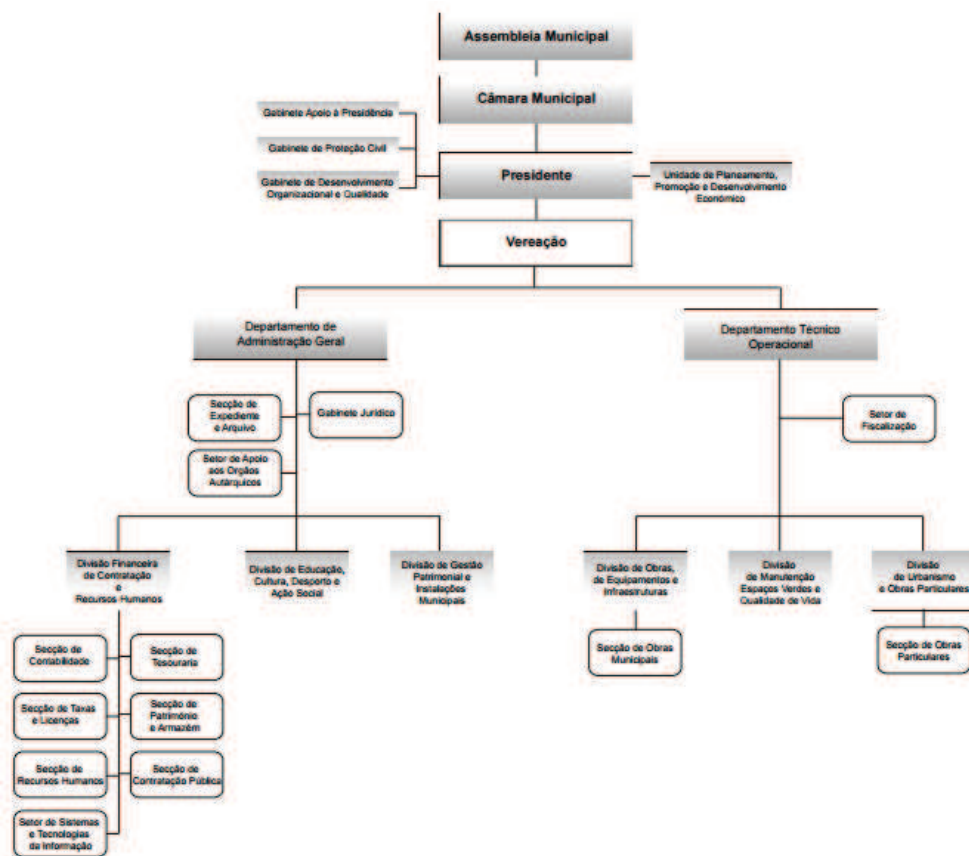 Assembleia Municipal
Câmara Municipal
Gabinete Apoio à Presidência
Gabinete de Proteção Civil
Gabinete de Desenvolvimento
Organizacional e Qualidade
Presidente
Unidade de Planeamento,
Promoção e Desenvolvimento
Económico
Vereação
Departamento de
Administração Geral
Departamento Técnico
Operacional
Secção de
Expediente
e Arquivo
Gabinete Jurídico
Setor de
Fiscalização
Setor de Apoio
aos Orgãos
Autárquicos
Divisão Financeira
de Contratação
e
Recursos Humanos
Divisão de Educação,
Cultura, Desporto e
Ação Social
Divisão de Gestão
Patrimonial e
Instalações
Municipais
Divisão de Obras,
de Equipamentos e
Infraestruturas
Divisão
de Manutenção
Espaços Verdes e
Qualidade de Vida
Divisão
de Urbanismo
e Obras Particulares
Secção de
Contabilidade
Secção de
Tesouraria
Secção de Obras
Municipais
Secção de Obras
Particulares
Secção de Taxas
e Licenças
Secção de
Património
e Armazém
Secção de
Recursos Humanos
Secção de
Contratação Pública
Setor de Sistemas
e Tecnologias
da Informação